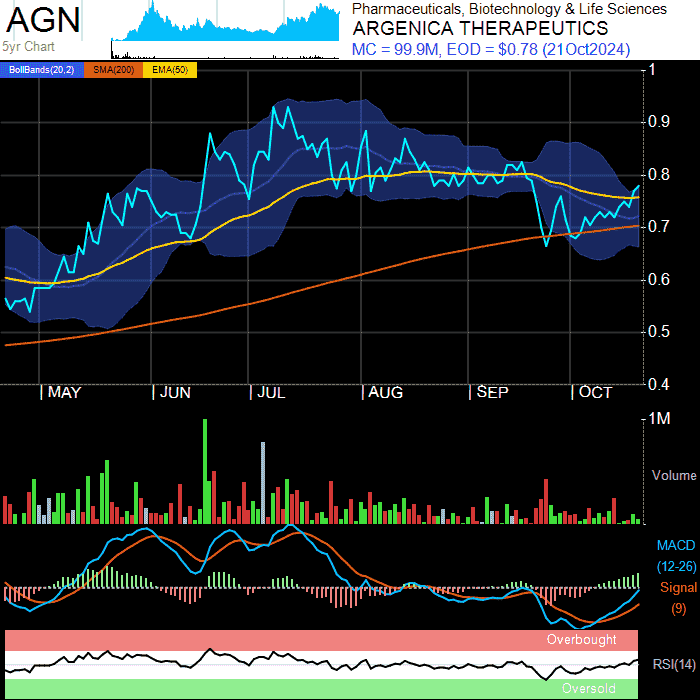 AGN
5yr Chart
Pharmaceuticals, Biotechnology & Life Sciences
ARGENICA THERAPEUTICS
MC = 99.9M, EOD = $0.78 (21Oct2024)
BollBands(20,2) SMA(200) EMA(50)
1
0.9
0.8
0.7
0.6
0.5
0.4
MAY JUN JUL AUG SEP OCT
1M
Volume
MACD
(12-26)
Signal
(9)
Overbought
RSI(14)
Oversold